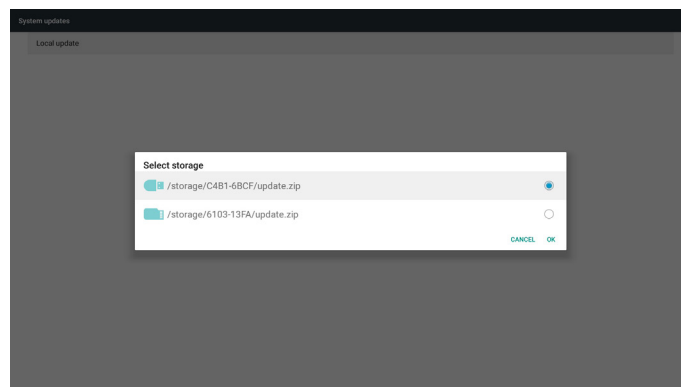 System updates
Local update
Select storage
/storage/C4B1-6BCF/update.zip
/storage/6103-13FA/update.zip
CANCEL OK